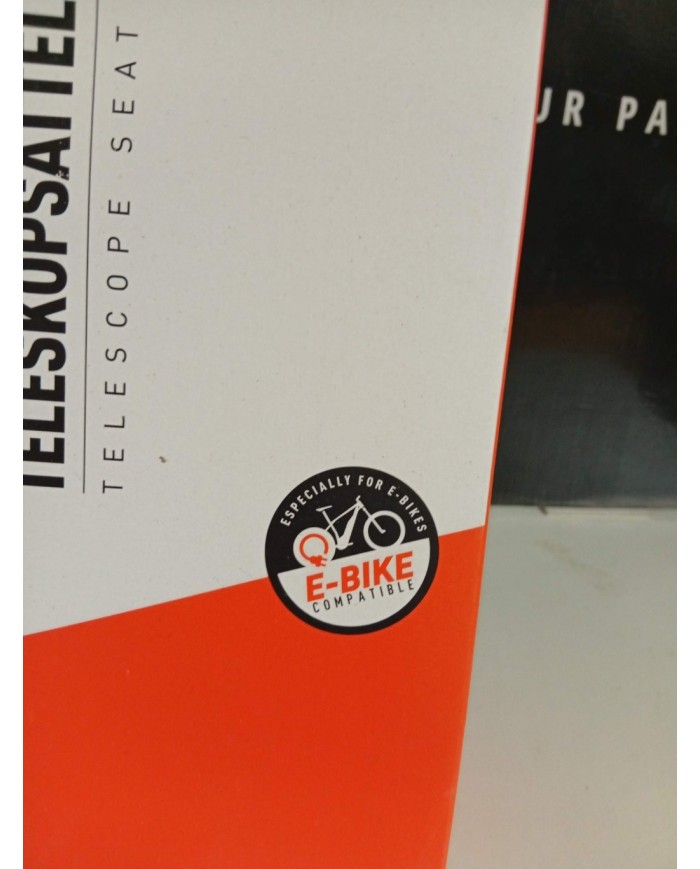 TELESKOPSATTEL
TELESCOPE SEAT
ESPECIALLY FOR E-BIKES
E-BIKE
COMPATIBLE
UR PA